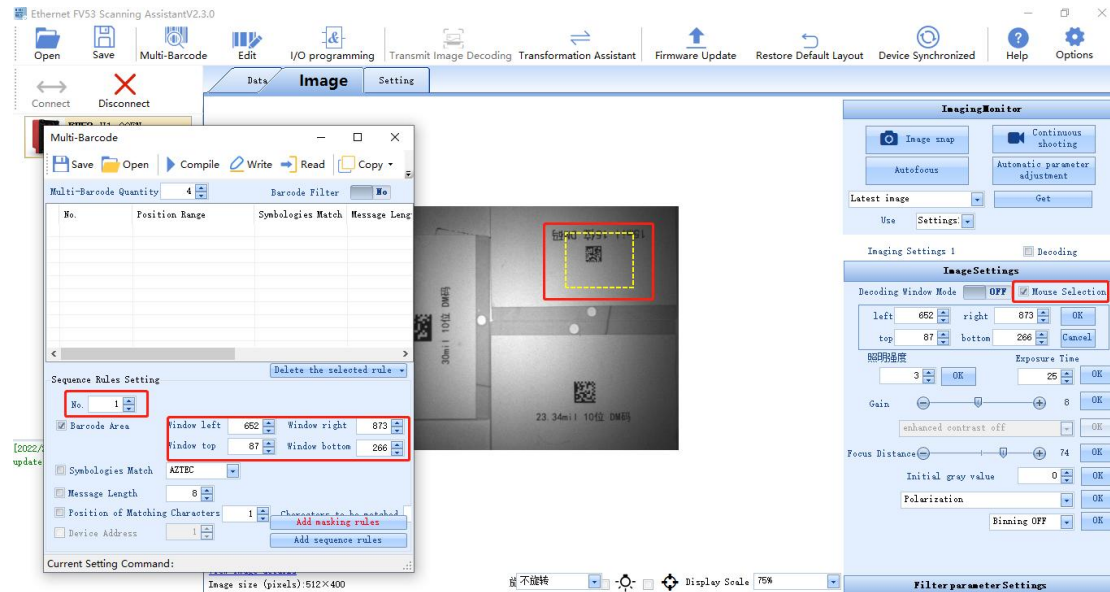 Ethernet FV53 Scanning AssistantV2.3.0
Open Save Multi-Barcode Edit I/O programming Transmit Image Decoding Transformation Assistant Firmware Update Restore Default Layout Device Synchronized Help Options
Connect Disconnect
Data Image Setting
Multi-Barcode
Save Open Compile Write Read Copy
Multi-Barcode Quantity 4 Barcode Filter No
No. Position Range Symbologies Match Message Leng
Delete the selected rule
Sequence Rules Setting
No. 1
Barcode Area Window left 652 Window right 873
Window top 87 Window bottom 266
Symbologies Match AZTEC
Message Length 8
Position of Matching Characters 1 Characters to be matched
Add masking rules
Device Address 1
Add sequence rules
Current Setting Command:
[2022/
update
30mil 10位 DM码
23.34mil 10位 DM码
Image size (pixels):512×400
不旋转 Display Scale 75%
ImagingMonitor
Image snap Continuous shooting
Autofocus Automatic parameter adjustment
Latest image Get
Use Settings:
Imaging Settings 1 Decoding
ImageSettings
Decoding Window Mode OFF Mouse Selection
left 652 right 873 OK
top 87 bottom 266 Cancel
照明强度 Exposure Time
3 OK 25 OK
Gain 8 OK
enhanced contrast off OK
Focus Distance 74 OK
Initial gray value 0 OK
Polarization OK
Binning OFF OK
Filter parameter Settings